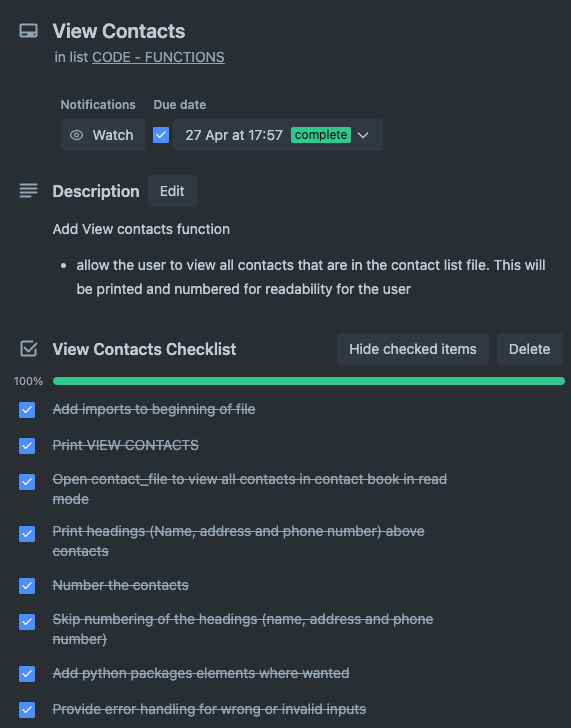 View Contacts
in list CODE - FUNCTIONS
Notifications Due date
Watch 27 Apr at 17:57 complete
Description Edit
Add View contacts function
• allow the user to view all contacts that are in the contact list file. This will
be printed and numbered for readability for the user
View Contacts Checklist Hide checked items Delete
100%
Add imports to beginning of file
Print VIEW CONTACTS
Open contact_file to view all contacts in contact book in read
mode
Print headings (Name, address and phone number) above
contacts
Number the contacts
Skip numbering of the headings (name, address and phone
number)
Add python packages elements where wanted
Provide error handling for wrong or invalid inputs